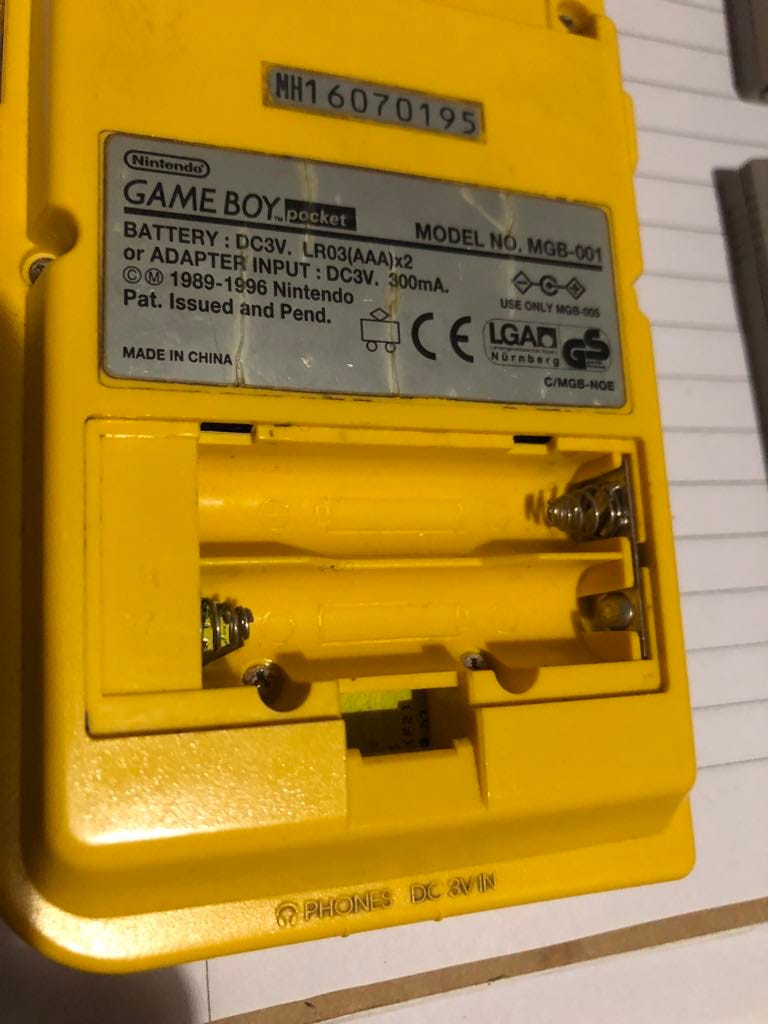 MH16070195
Nintendo
GAME BOY™ pocket
MODEL NO. MGB-001
BATTERY : DC3V. LR03(AAA)x2
or ADAPTER INPUT : DC3V. 300mA.
©Ⓜ 1989-1996 Nintendo
Pat. Issued and Pend.
USE ONLY MGB-005
CE
LGA
Nürnberg
GS
MADE IN CHINA
C/MGB-NOE
PHONES DC 3V IN